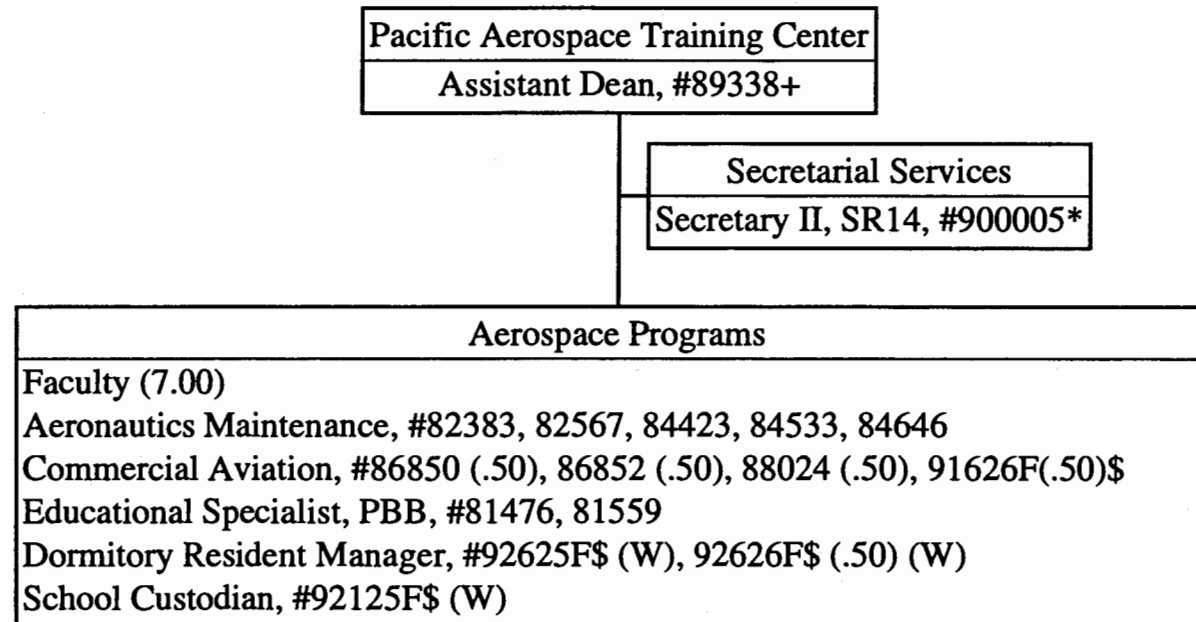 Pacific Aerospace Training Center
Assistant Dean, #89338+
Secretarial Services
Secretary II, SR14, #900005*
Aerospace Programs
Faculty (7.00)
Aeronautics Maintenance, #82383, 82567, 84423, 84533, 84646
Commercial Aviation, #86850 (.50), 86852 (.50), 88024 (.50), 91626F(.50)$
Educational Specialist, PBB, #81476, 81559
Dormitory Resident Manager, #92625F$ (W), 92626F$ (.50) (W)
School Custodian, #92125F$ (W)